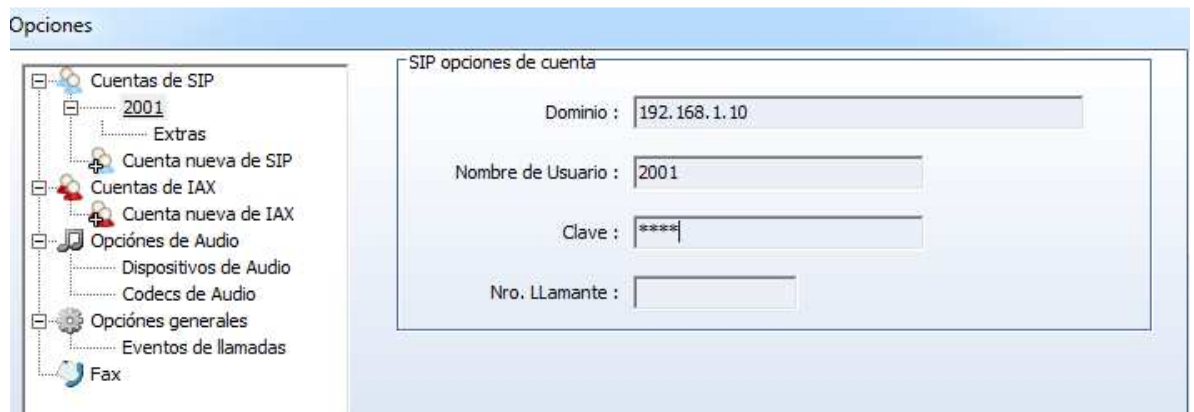 Opciones
Cuentas de SIP
2001
Extras
Cuenta nueva de SIP
Cuentas de IAX
Cuenta nueva de IAX
Opciónes de Audio
Dispositivos de Audio
Codecs de Audio
Opciónes generales
Eventos de llamadas
Fax
SIP opciones de cuenta
Dominio : 192.168.1.10
Nombre de Usuario : 2001
Clave : ****
Nro. LLamante :